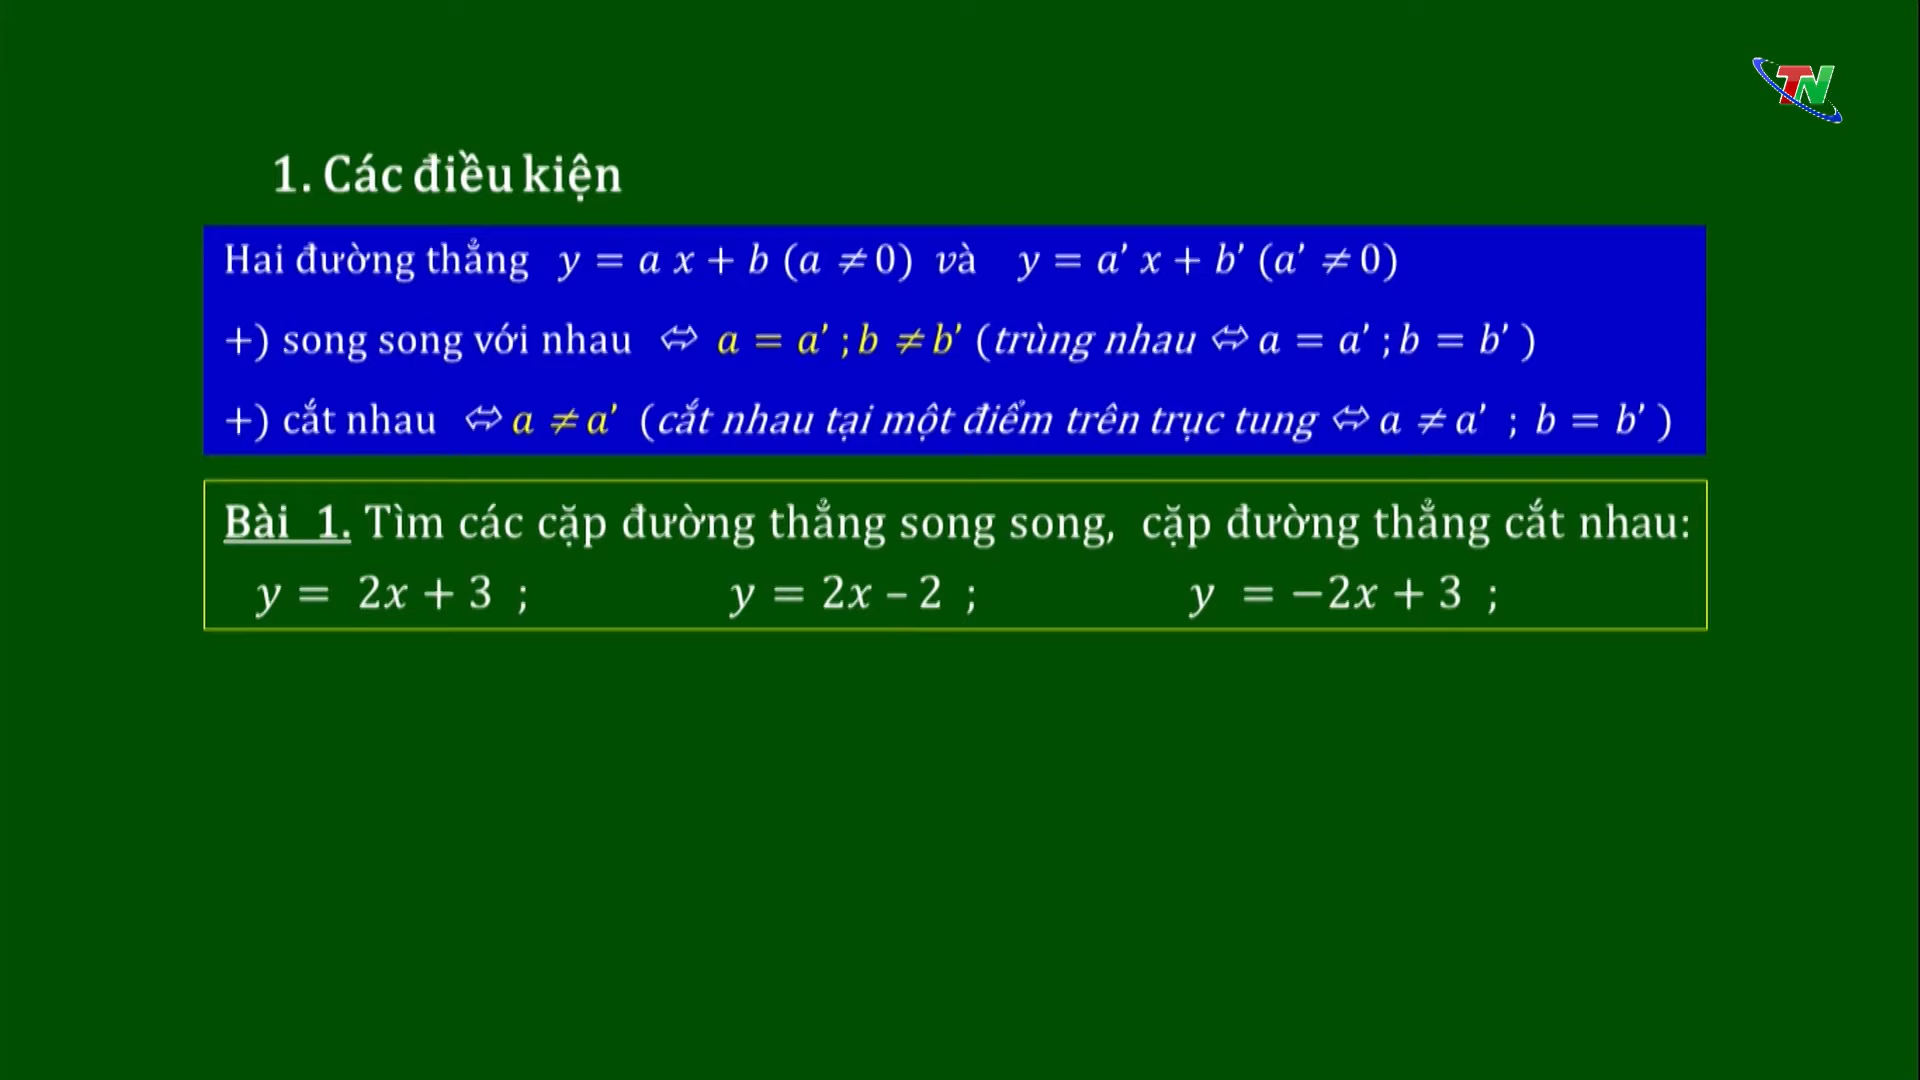 TN
1. Các điều kiện
Hai đường thẳng y = a x + b (a ≠ 0) và y = a′ x + b′ (a′ ≠ 0)
+) song song với nhau ⬄ a = a′ ; b ≠ b′ (trùng nhau ⬄ a = a′ ; b = b′ )
+) cắt nhau ⬄ a ≠ a′ (cắt nhau tại một điểm trên trục tung ⬄ a ≠ a′ ; b = b′ )
Bài 1. Tìm các cặp đường thẳng song song, cặp đường thẳng cắt nhau:
y = 2x + 3 ; y = 2x – 2 ; y = −2x + 3 ;